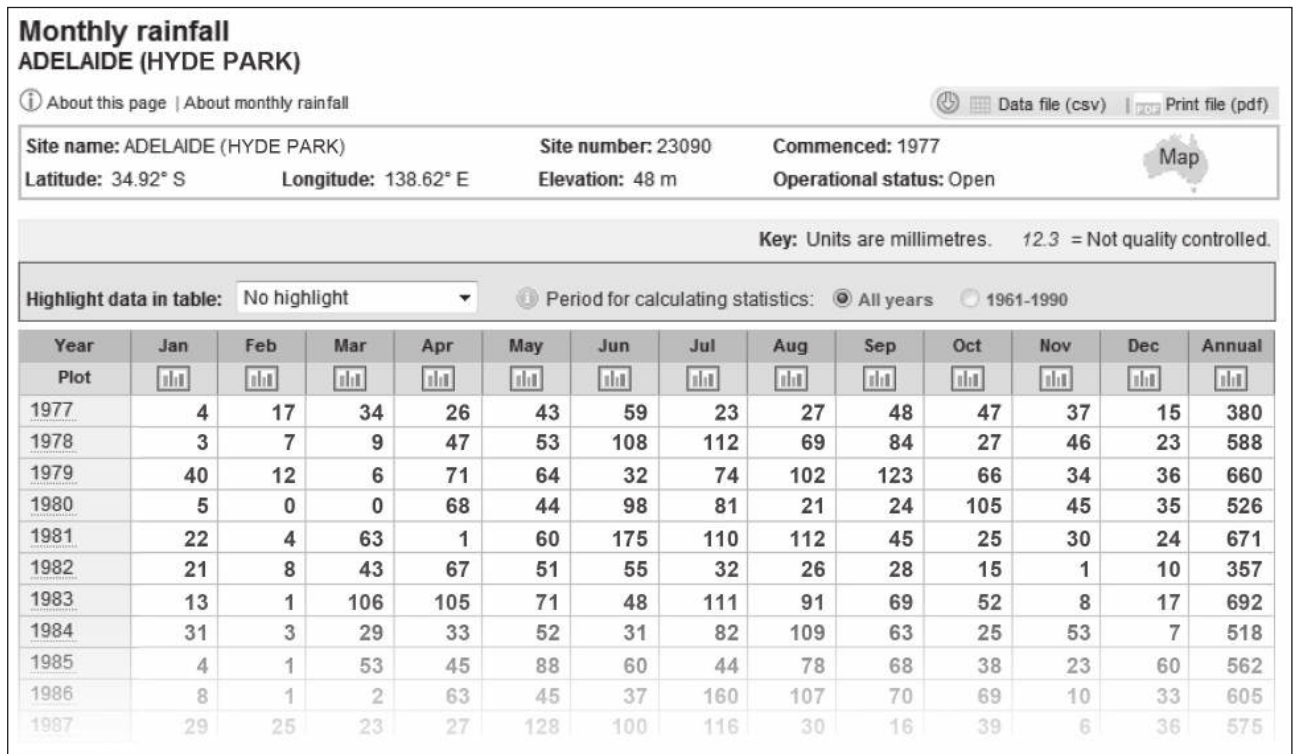 Monthly rainfall
ADELAIDE (HYDE PARK)
About this page | About monthly rainfall
Data file (csv) | Print file (pdf)
Site name: ADELAIDE (HYDE PARK) Site number: 23090 Commenced: 1977
Map
Latitude: 34.92° S Longitude: 138.62° E Elevation: 48 m Operational status: Open
Key: Units are millimetres. 12.3 = Not quality controlled.
Highlight data in table: No highlight Period for calculating statistics: All years 1961-1990
Year Jan Feb Mar Apr May Jun Jul Aug Sep Oct Nov Dec Annual
Plot
1977 4 17 34 26 43 59 23 27 48 47 37 15 380
1978 3 7 9 47 53 108 112 69 84 27 46 23 588
1979 40 12 6 71 64 32 74 102 123 66 34 36 660
1980 5 0 0 68 44 98 81 21 24 105 45 35 526
1981 22 4 63 1 60 175 110 112 45 25 30 24 671
1982 21 8 43 67 51 55 32 26 28 15 1 10 357
1983 13 1 106 105 71 48 111 91 69 52 8 17 692
1984 31 3 29 33 52 31 82 109 63 25 53 7 518
1985 4 1 53 45 88 60 44 78 68 38 23 60 562
1986 8 1 2 63 45 37 160 107 70 69 10 33 605
1987 29 25 23 27 128 100 116 30 16 39 6 36 575